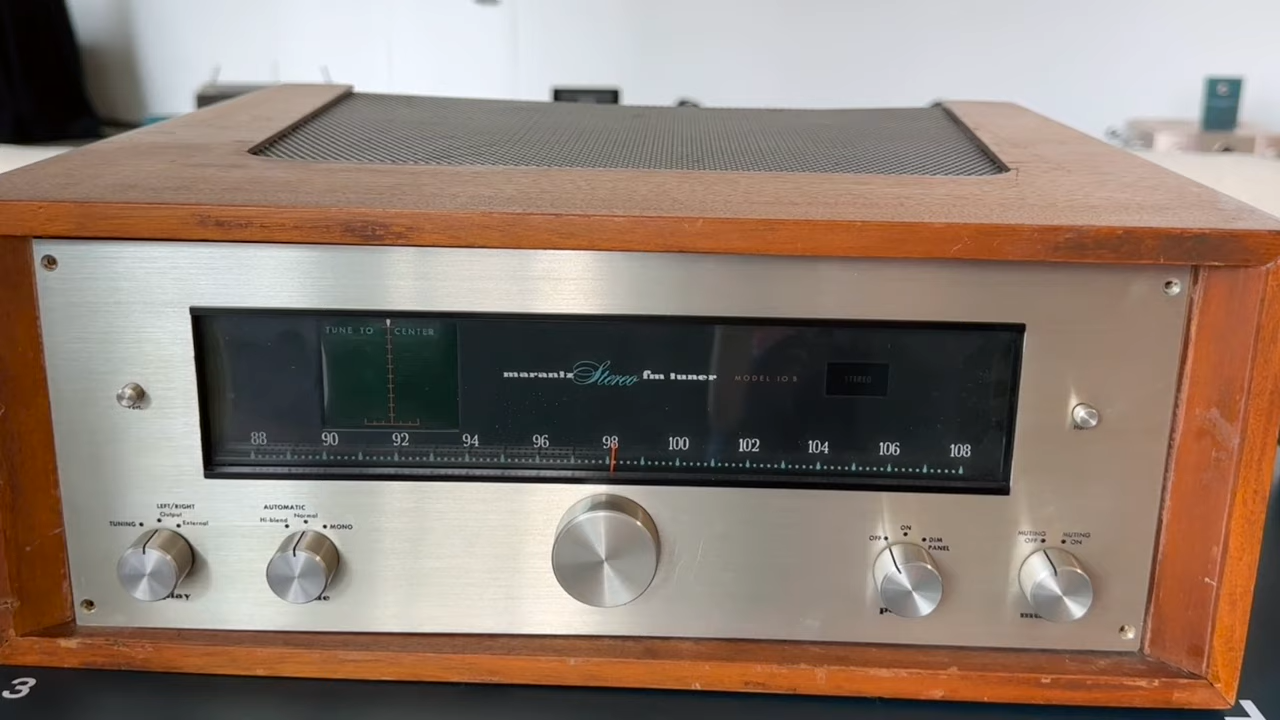 TUNE TO CENTER
marantz Stereo fm tuner MODEL 10 B
STEREO
88 90 92 94 96 98 100 102 104 106 108
LEFT/RIGHT
Output
TUNING External
AUTOMATIC
Normal
Hi-blend MONO
ON
OFF DIM
PANEL
MUTING OFF
MUTING ON
3